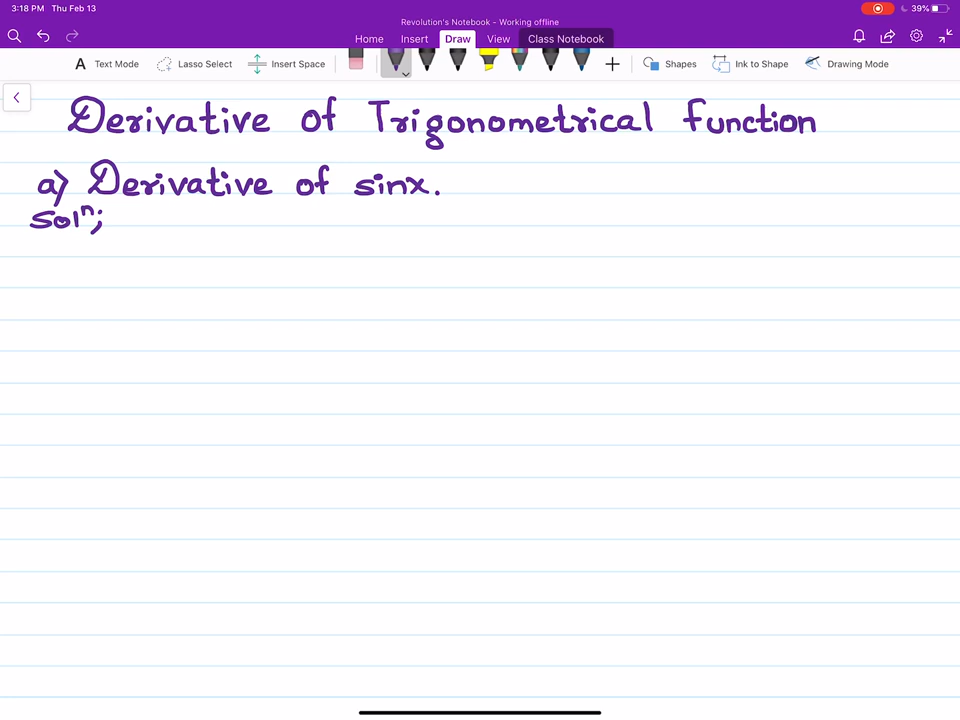 3:18 PM Thu Feb 13
39%
Revolution's Notebook - Working offline
Home Insert Draw View Class Notebook
A Text Mode Lasso Select Insert Space Shapes Ink to Shape Drawing Mode
Derivative of Trigonometrical function
a) Derivative of sinx.
Solⁿ;